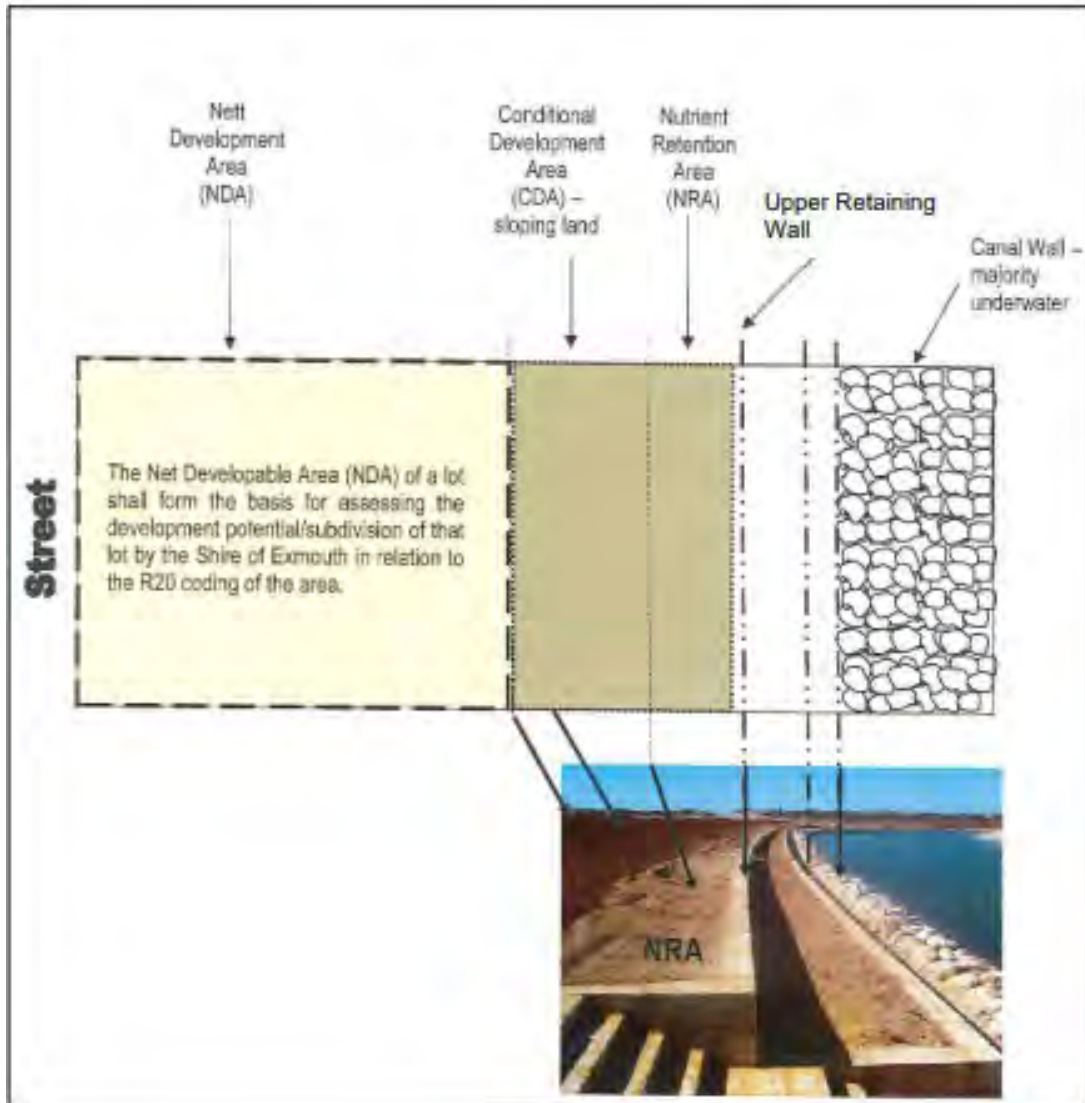 Nett
Development
Area
(NDA)
Conditional
Development
Area
(CDA) –
sloping land
Nutrient
Retention
Area
(NRA)
Upper Retaining
Wall
Canal Wall –
majority
underwater
Street
The Net Developable Area (NDA) of a lot
shall form the basis for assessing the
development potential/subdivision of that
lot by the Shire of Exmouth in relation to
the R20 coding of the area.
NRA